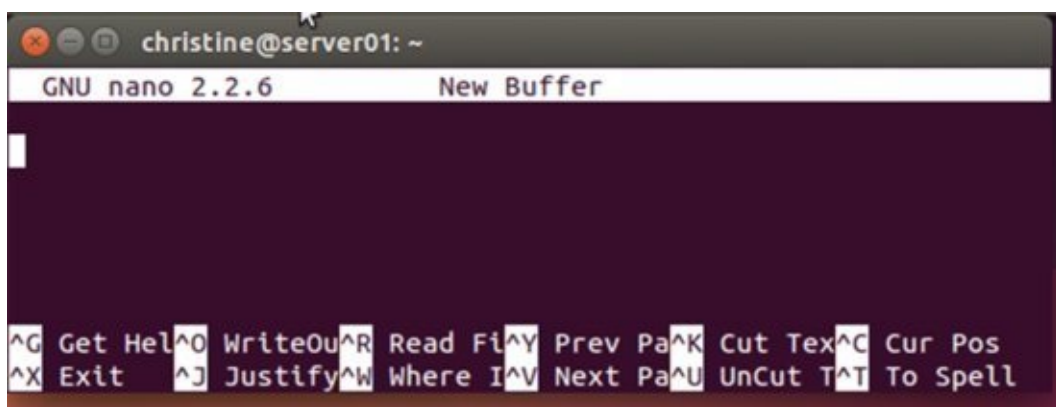 christine@server01: ~
GNU nano 2.2.6 New Buffer
^G Get Hel^O WriteOu^R Read Fi^Y Prev Pa^K Cut Tex^C Cur Pos
^X Exit ^J Justify^W Where I^V Next Pa^U UnCut T^T To Spell